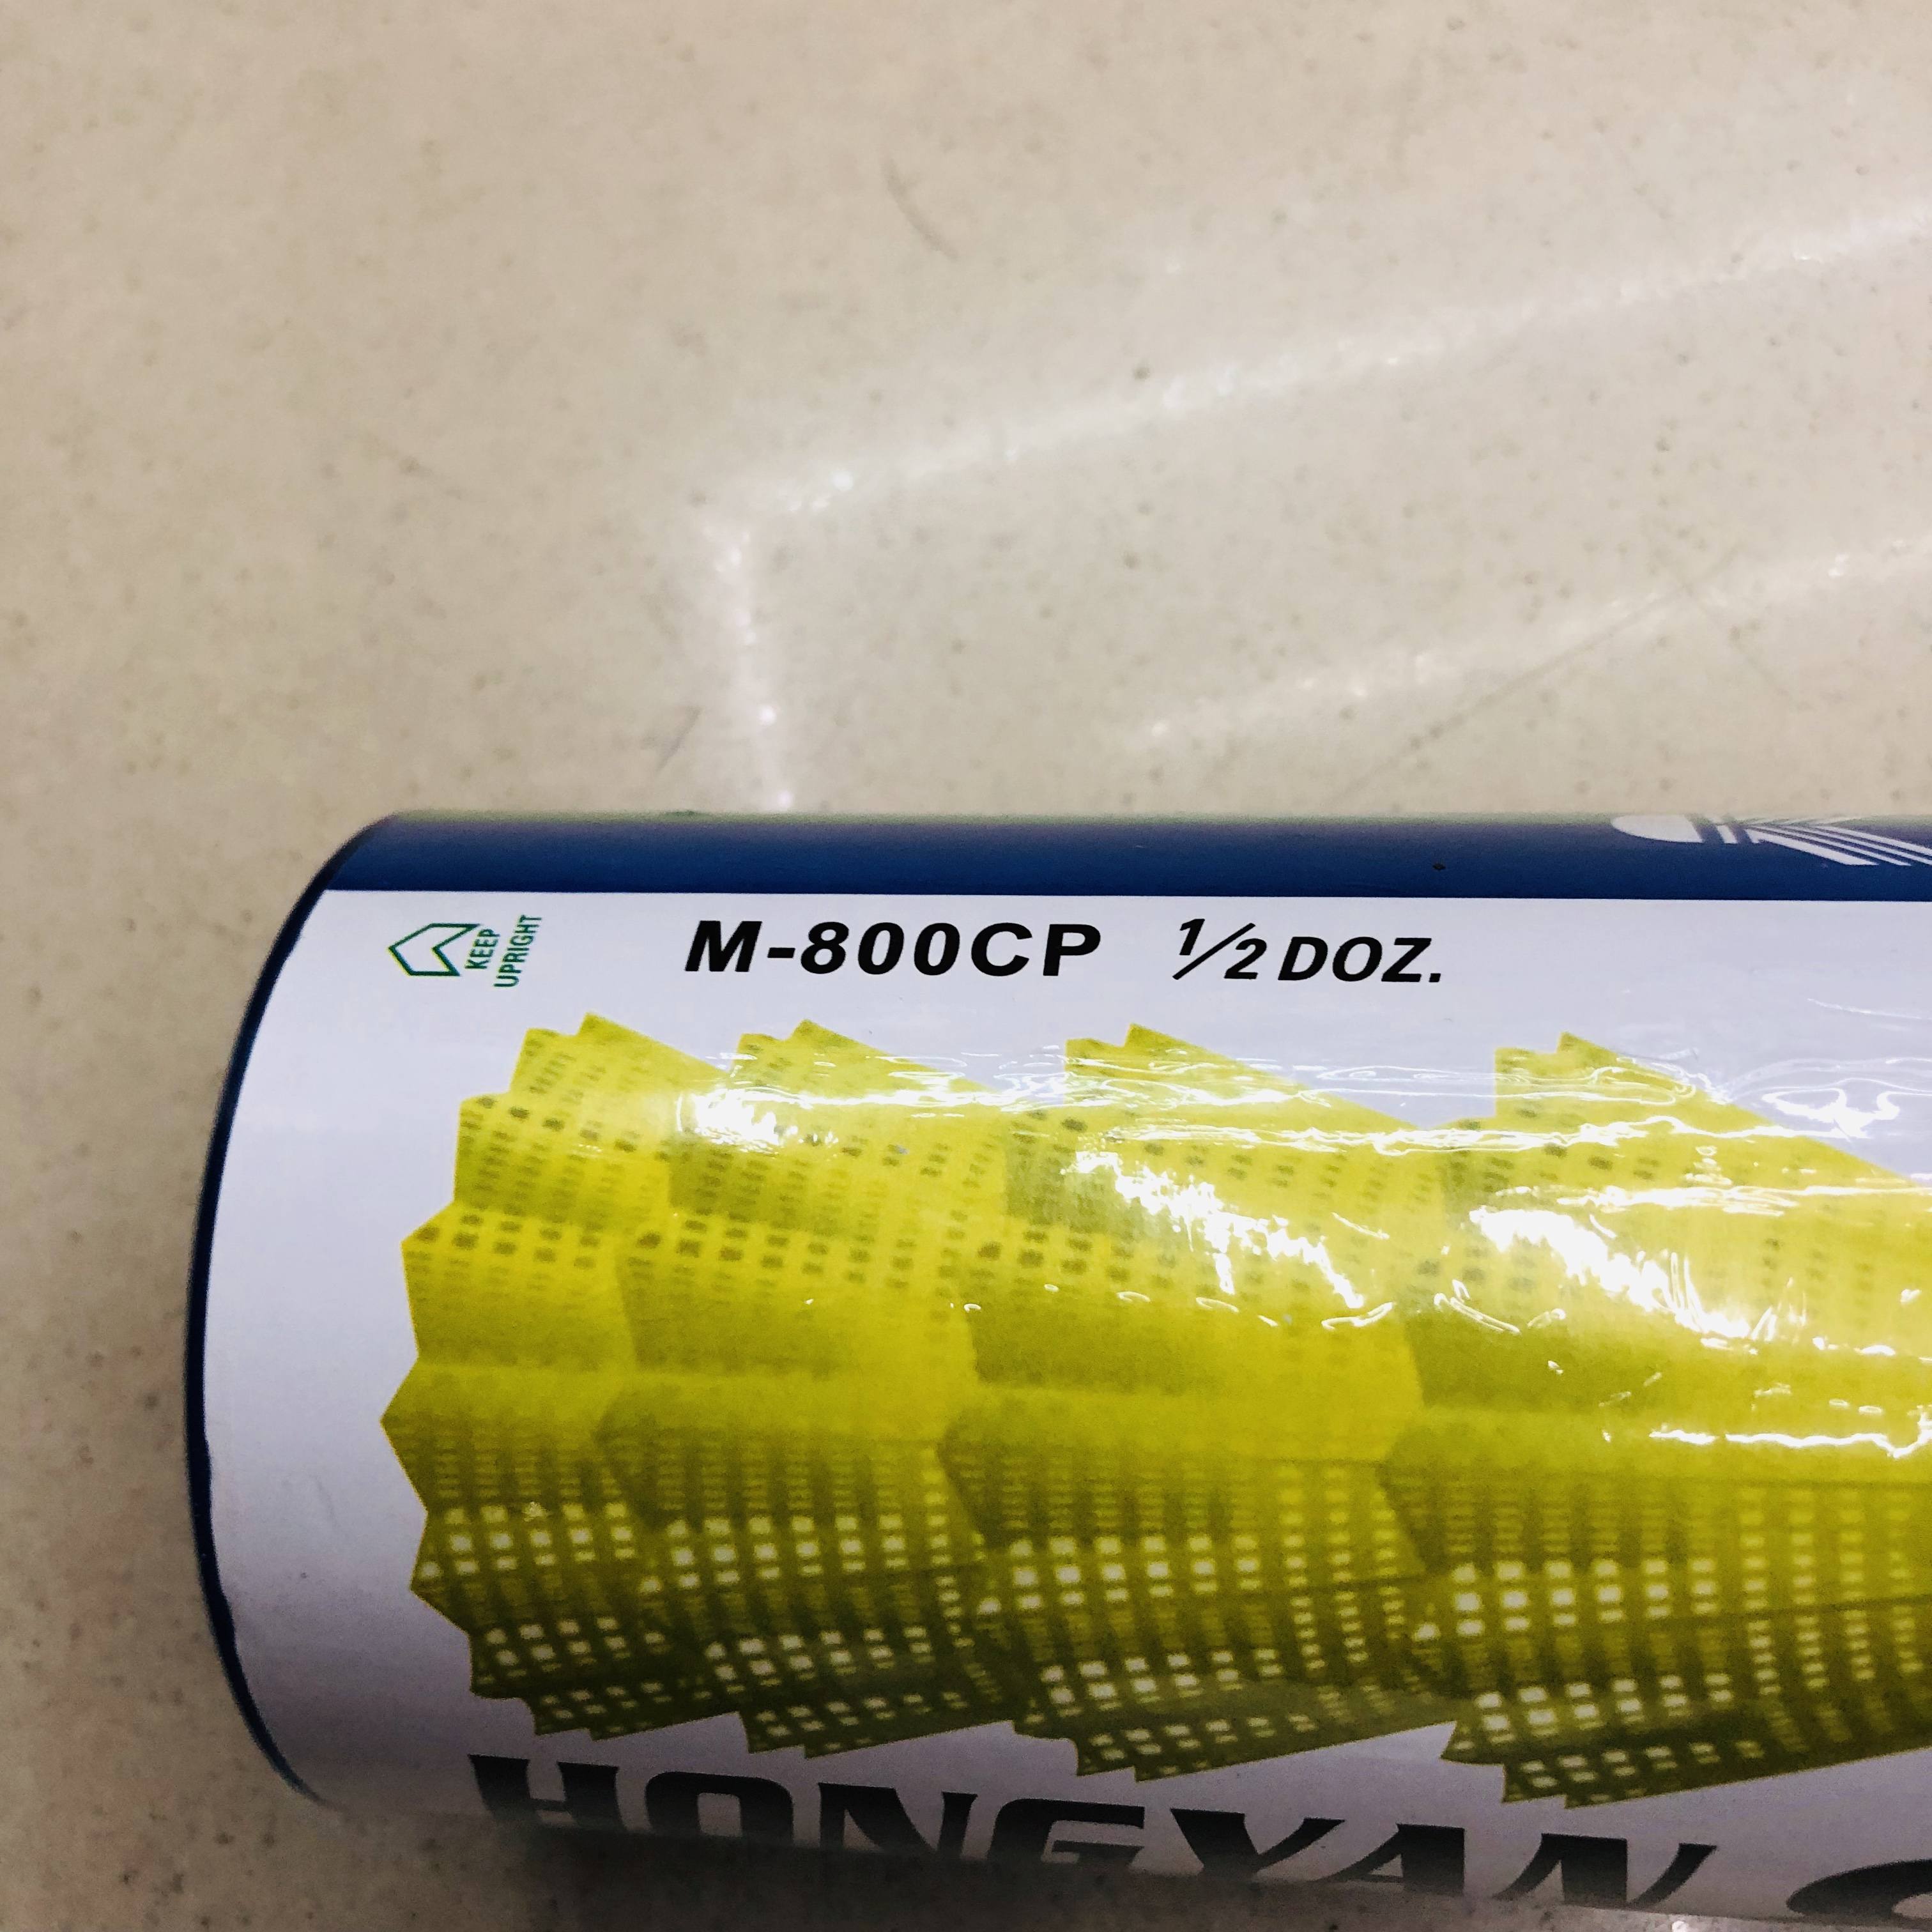 KEEP
UPRIGHT
M-800CP ½ DOZ.
HONGYAN